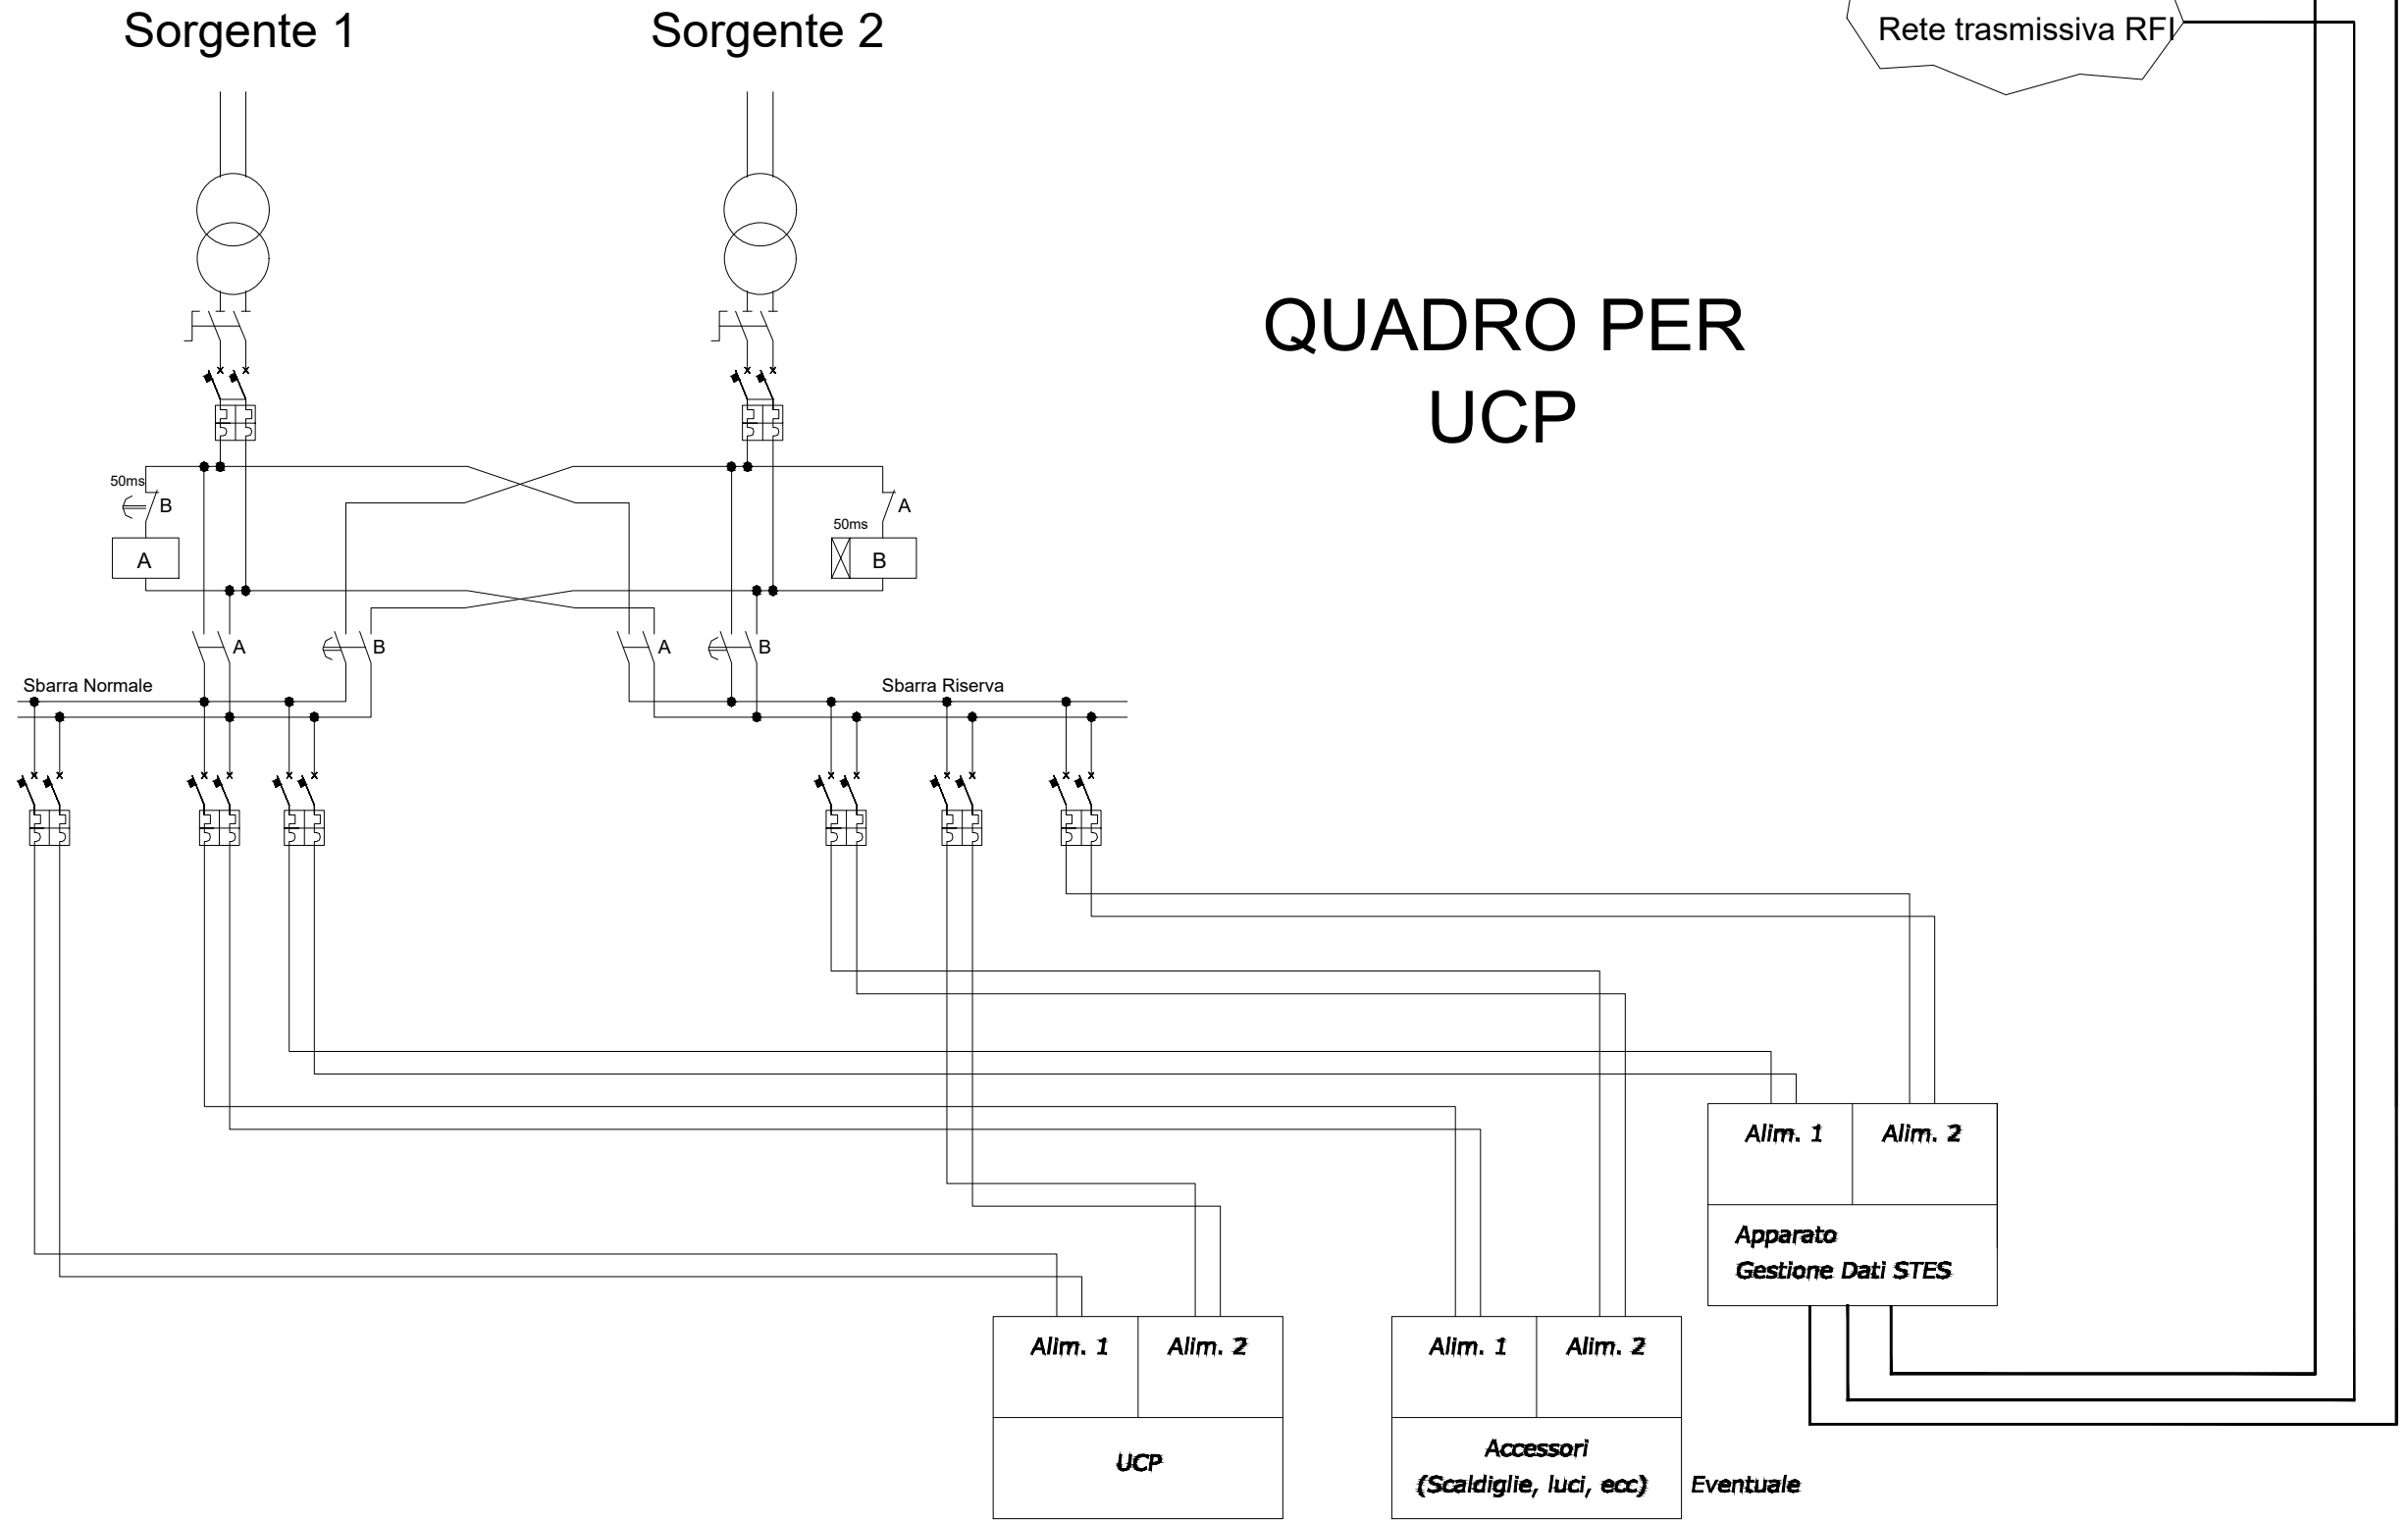 Sorgente 1
Sorgente 2
Rete trasmissiva RFI
QUADRO PER
UCP
50ms
B
A
A
50ms
B
A
B
A
B
Sbarra Normale
Sbarra Riserva
Alim. 1
Alim. 2
Apparato
Gestione Dati STES
Alim. 1
Alim. 2
UCP
Alim. 1
Alim. 2
Accessori
(Scaldiglie, luci, ecc)
Eventuale